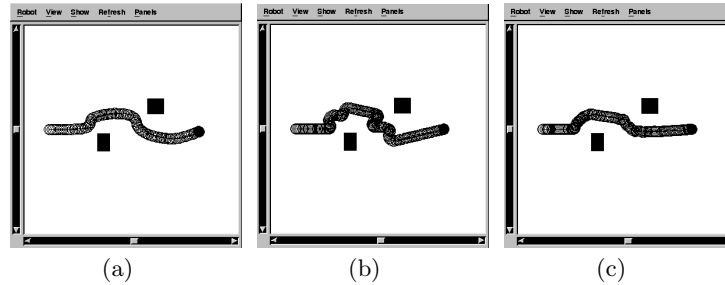 Robot View Show Refresh Panels
Robot View Show Refresh Panels
Robot View Show Refresh Panels
(a)
(b)
(c)